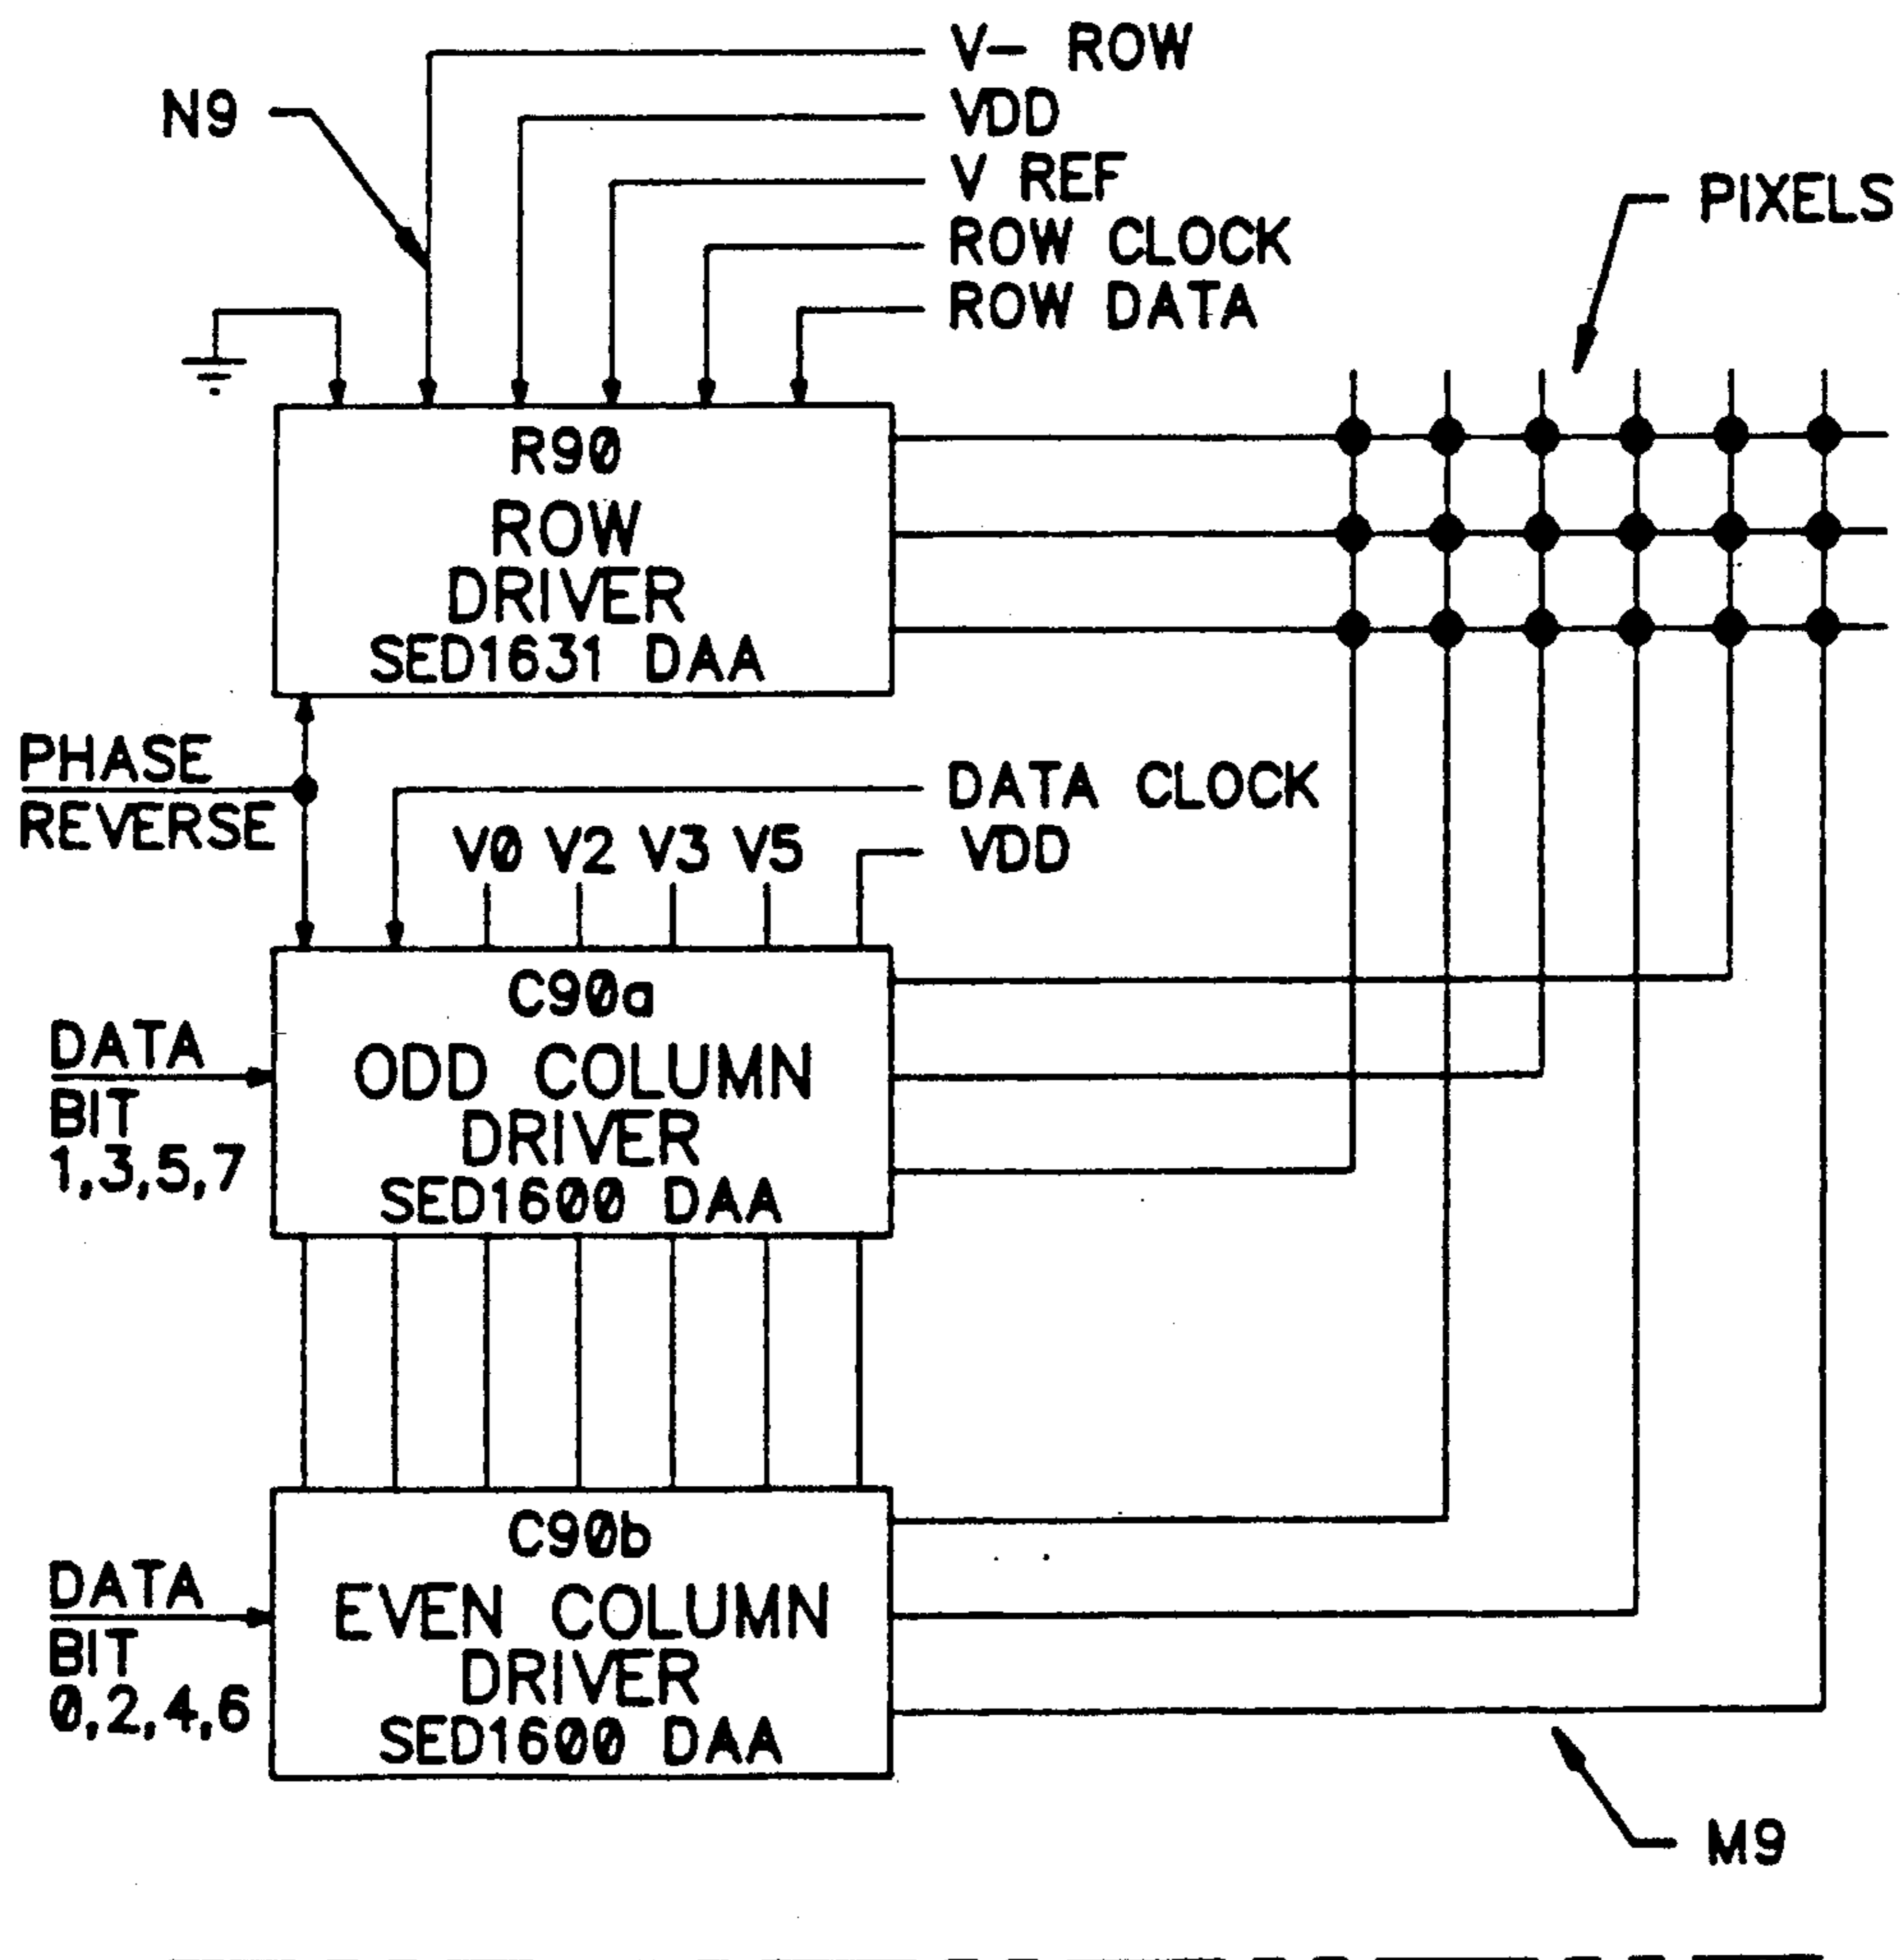 V- ROW
N9
VDD
V REF
PIXELS
ROW CLOCK
ROW DATA
R90
ROW
DRIVER
SED1631 DAA
PHASE
REVERSE
DATA CLOCK
V0 V2 V3 V5
VDD
C90a
ODD COLUMN
DRIVER
SED1600 DAA
DATA
BIT
1,3,5,7
C90b
EVEN COLUMN
DRIVER
SED1600 DAA
DATA
BIT
0,2,4,6
M9